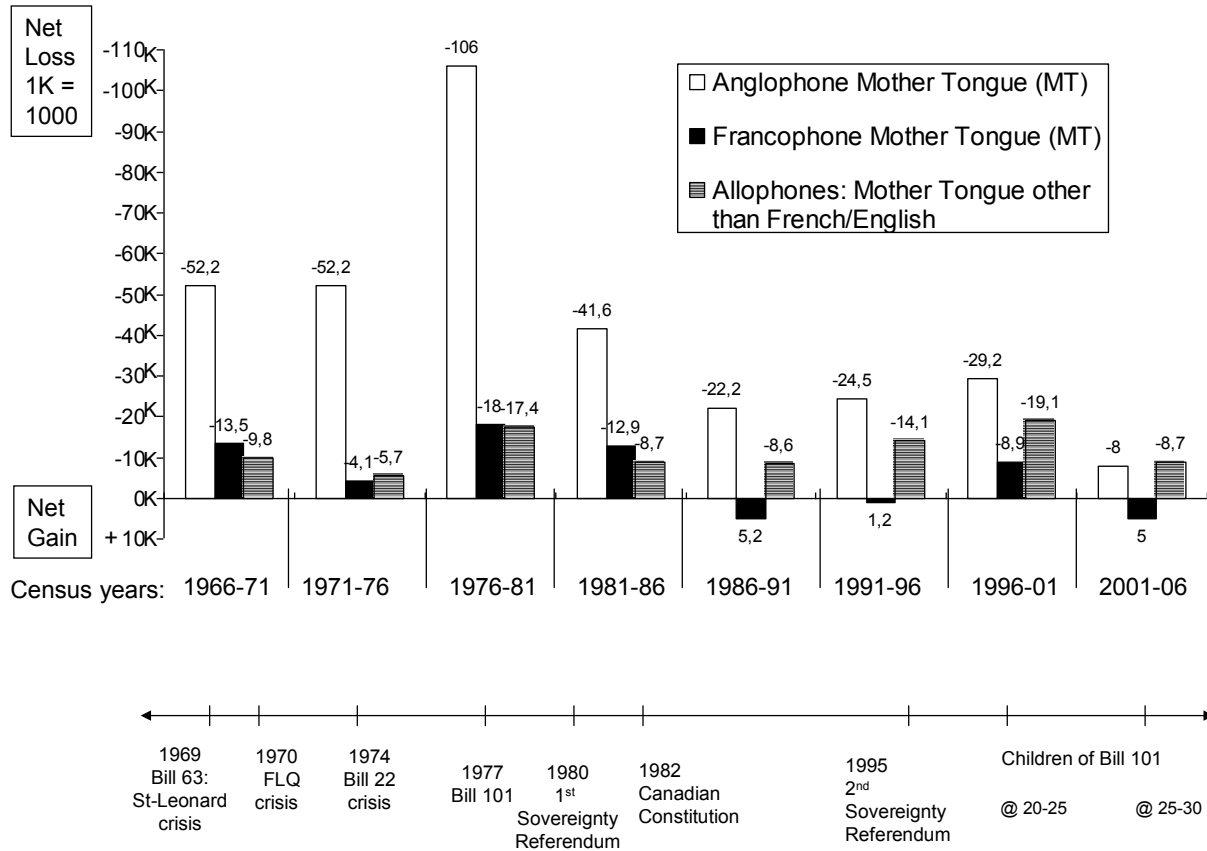 Net
Loss
1K =
1000
-110K
-100K
-90K
-80K
-70K
-60K
-50K
-40K
-30K
-20K
-10K
0K
+ 10K
Net
Gain
Anglophone Mother Tongue (MT)
Francophone Mother Tongue (MT)
Allophones: Mother Tongue other
than French/English
-52,2
-13,5
-9,8
-52,2
-4,1
-5,7
-106
-18
-17,4
-41,6
-12,9
-8,7
-22,2
5,2
-8,6
-24,5
1,2
-14,1
-29,2
-8,9
-19,1
-8
5
-8,7
Census years: 1966-71 1971-76 1976-81 1981-86 1986-91 1991-96 1996-01 2001-06
1969
Bill 63:
St-Leonard
crisis
1970
FLQ
crisis
1974
Bill 22
crisis
1977
Bill 101
1980
1st
Sovereignty
Referendum
1982
Canadian
Constitution
1995
2nd
Sovereignty
Referendum
Children of Bill 101
@ 20-25
@ 25-30